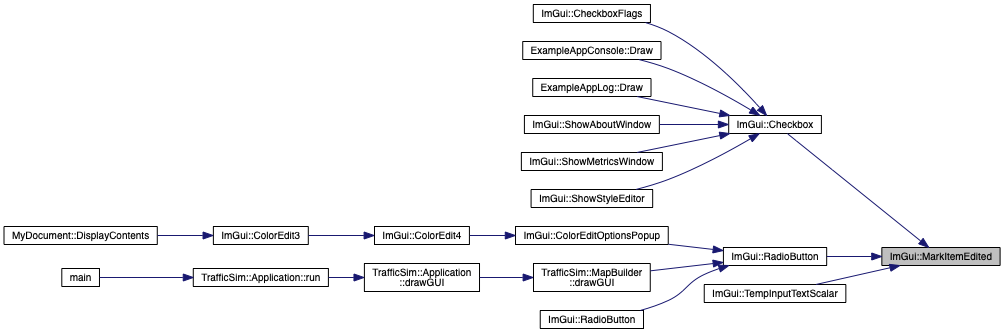 ImGui::CheckboxFlags
ExampleAppConsole::Draw
ExampleAppLog::Draw
ImGui::ShowAboutWindow
ImGui::Checkbox
ImGui::ShowMetricsWindow
ImGui::ShowStyleEditor
MyDocument::DisplayContents
ImGui::ColorEdit3
ImGui::ColorEdit4
ImGui::ColorEditOptionsPopup
ImGui::RadioButton
ImGui::MarkItemEdited
main
TrafficSim::Application::run
TrafficSim::Application
::drawGUI
TrafficSim::MapBuilder
::drawGUI
ImGui::TempInputTextScalar
ImGui::RadioButton